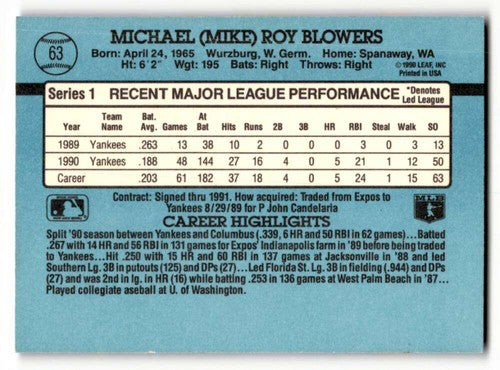 63
MICHAEL (MIKE) ROY BLOWERS
Born: April 24, 1965 Wurzburg, W. Germ. Home: Spanaway, WA
Ht: 6'2" Wgt: 195 Bats: Right Throws: Right
© 1990 LEAF, INC
Printed in USA
Series 1 RECENT MAJOR LEAGUE PERFORMANCE *Denotes Led League
Year Team Name Bat. Avg. Games At Bat Hits Runs 2B 3B HR RBI Steal Walk SO
1989 Yankees .263 13 38 10 2 0 0 0 3 0 3 13
1990 Yankees .188 48 144 27 16 4 0 5 21 1 12 50
Career .203 61 182 37 18 4 0 5 24 1 15 63
Contract: Signed thru 1991. How acquired: Traded from Expos to
Yankees 8/29/89 for P John Candelaria
CAREER HIGHLIGHTS
Split '90 season between Yankees and Columbus (.339, 6 HR and 50 RBI in 62 games)...Batted
.267 with 14 HR and 56 RBI in 131 games for Expos' Indianapolis farm in '89 before being traded
to Yankees...Hit .250 with 15 HR and 60 RBI in 137 games at Jacksonville in '88 and led
Southern Lg. 3B in putouts (125) and DPs (27)...Led Florida St. Lg. 3B in fielding (.944) and DPs
(27) and was 2nd in lg. in HR (16) while batting .253 in 136 games at West Palm Beach in '87...
Played collegiate aseball at U. of Washington.
Major League Baseball
MLB